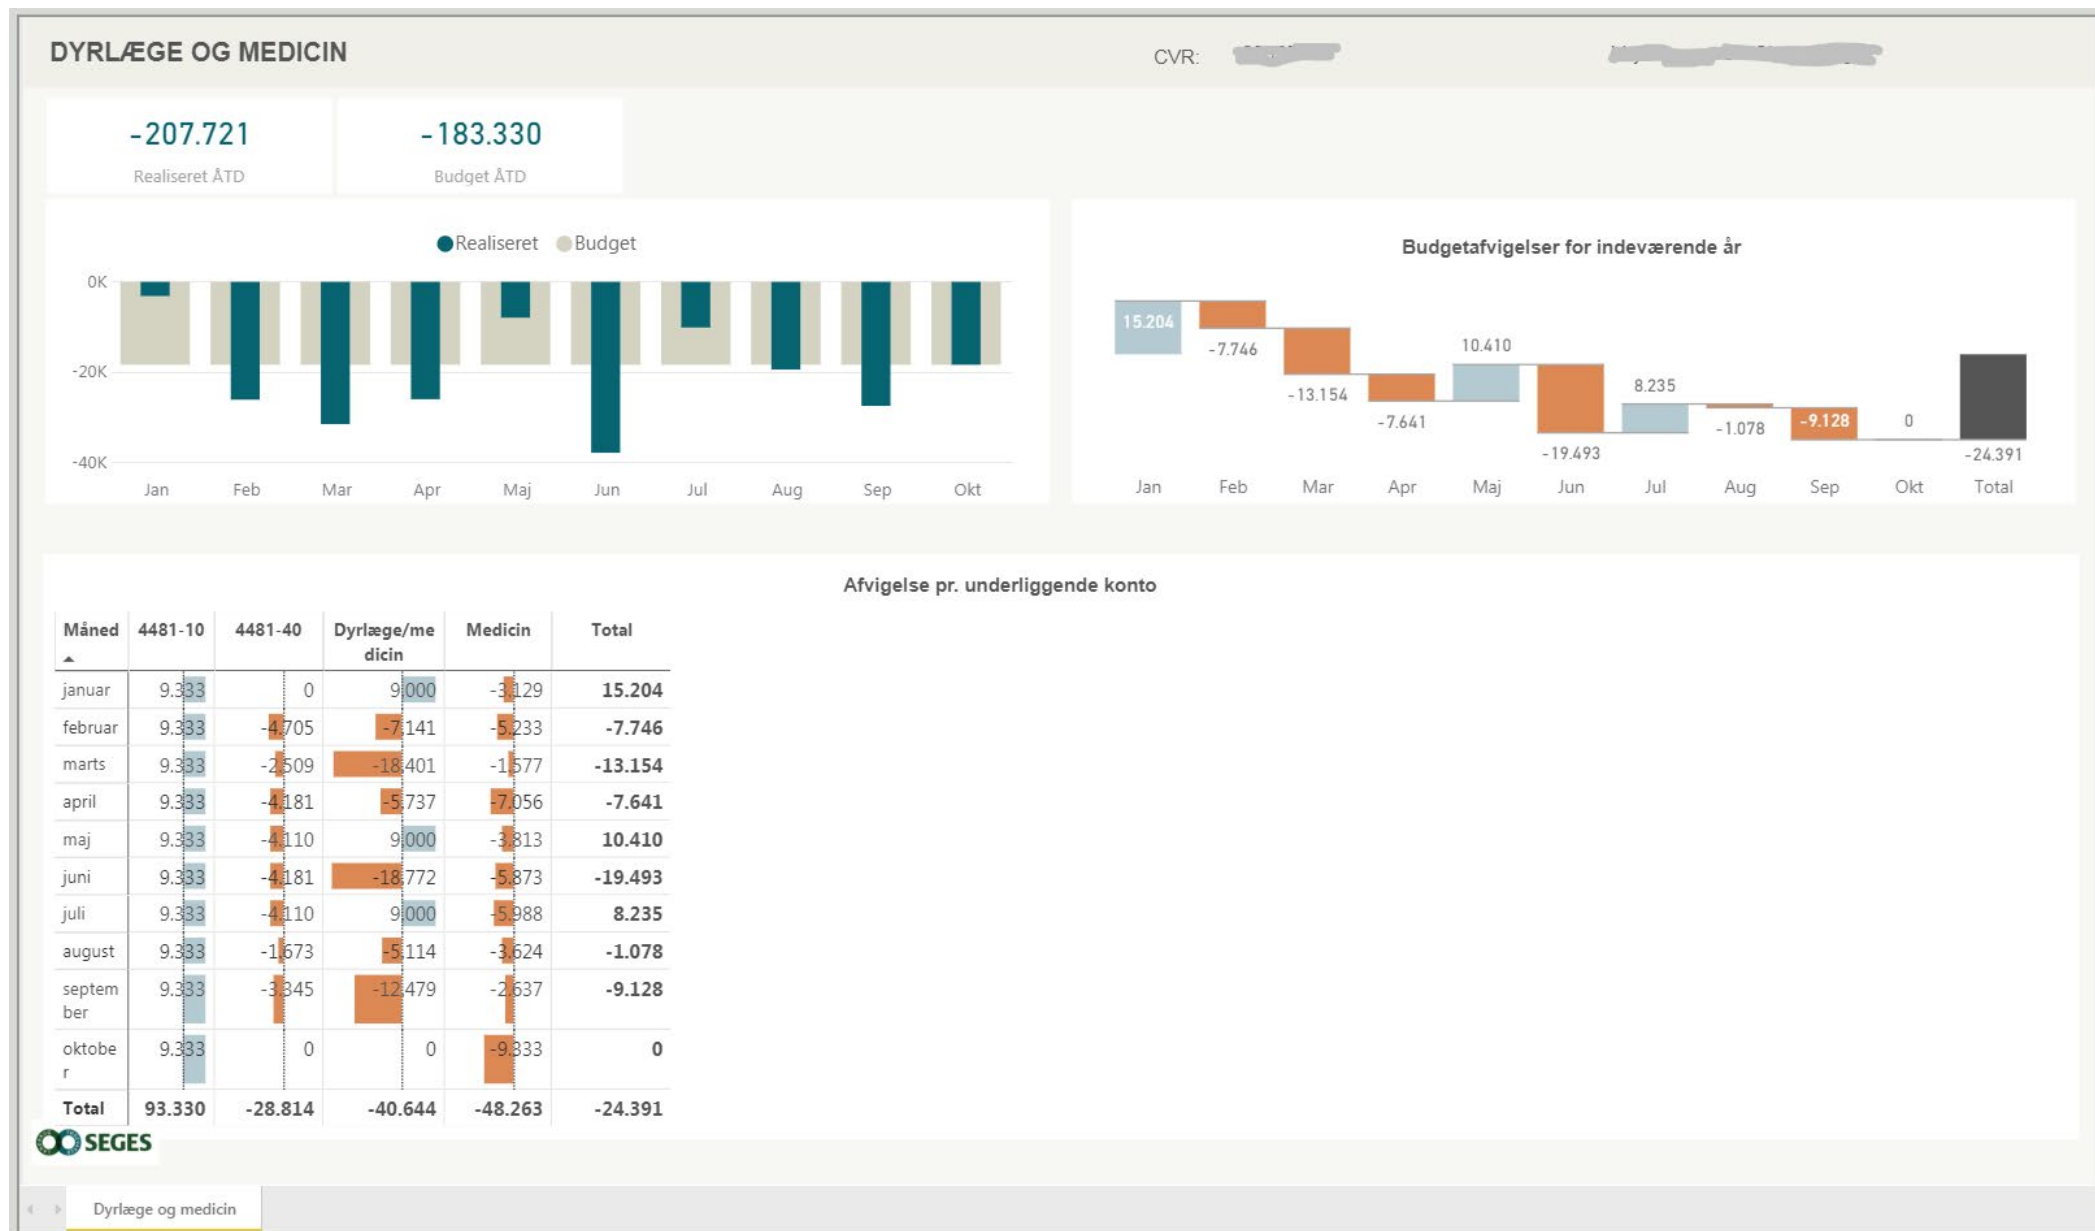 DYRLÆGE OG MEDICIN
CVR:
-207.721
Realiseret ÅTD
-183.330
Budget ÅTD
Realiseret Budget
0K
-20K
-40K
Jan Feb Mar Apr Maj Jun Jul Aug Sep Okt
Budgetafvigelser for indeværende år
15.204
-7.746
-13.154
-7.641
10.410
-19.493
8.235
-1.078
-9.128
0
-24.391
Jan Feb Mar Apr Maj Jun Jul Aug Sep Okt Total
Afvigelse pr. underliggende konto
Måned 4481-10 4481-40 Dyrlæge/me Medicin Total
dicin
januar 9.333 0 9.000 -3.129 15.204
februar 9.333 -4.705 -7.141 -5.233 -7.746
marts 9.333 -2.509 -18.401 -1.577 -13.154
april 9.333 -4.181 -5.737 -7.056 -7.641
maj 9.333 -4.110 9.000 -3.813 10.410
juni 9.333 -4.181 -18.772 -5.873 -19.493
juli 9.333 -4.110 9.000 -5.988 8.235
august 9.333 -1.673 -5.114 -3.624 -1.078
septem 9.333 -3.345 -12.479 -2.637 -9.128
ber
oktobe 9.333 0 0 -9.333 0
r
Total 93.330 -28.814 -40.644 -48.263 -24.391
SEGES
Dyrlæge og medicin